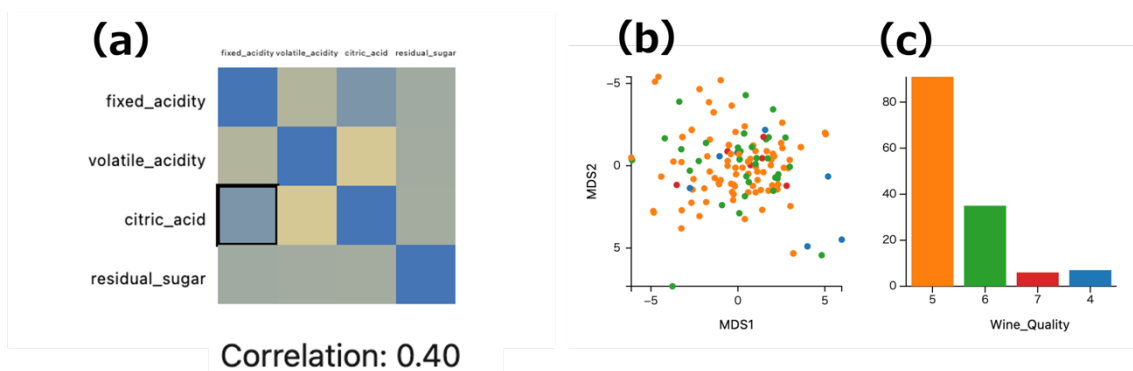 (a)
fixed_acidity volatile_acidity citric_acid residual_sugar
fixed_acidity
volatile_acidity
citric_acid
residual_sugar
Correlation: 0.40
(b)
−5
0
5
MDS2
−5 0 5
MDS1
(c)
80
60
40
20
0
5 6 7 4
Wine_Quality